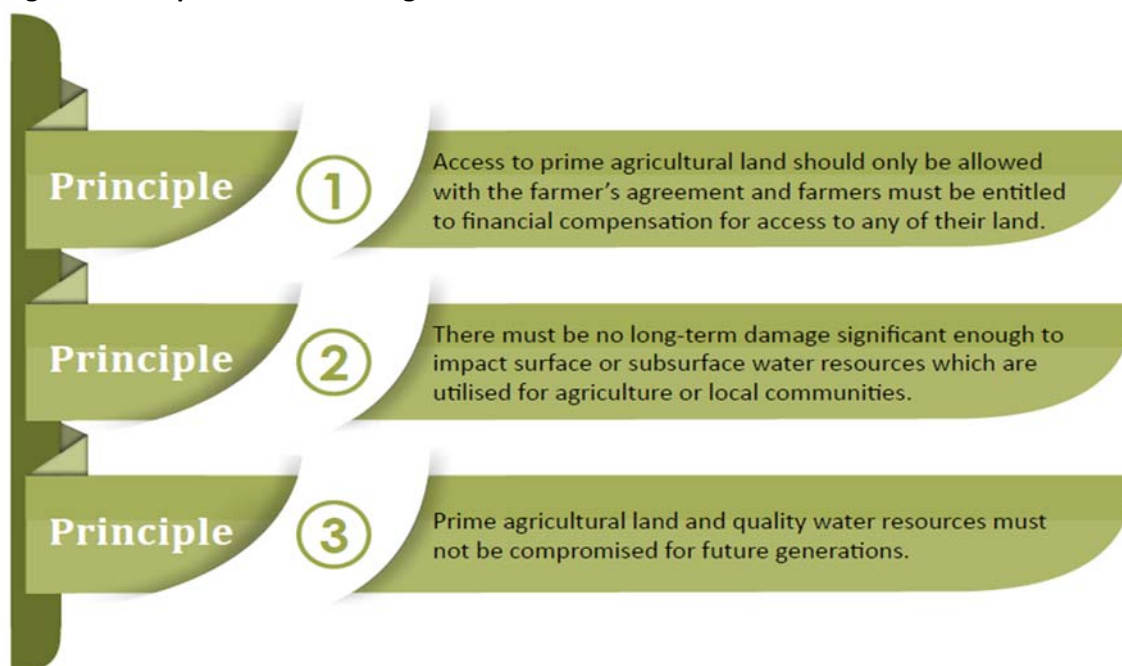 Principle
1
Access to prime agricultural land should only be allowed
with the farmer’s agreement and farmers must be entitled
to financial compensation for access to any of their land.
Principle
2
There must be no long-term damage significant enough to
impact surface or subsurface water resources which are
utilised for agriculture or local communities.
Principle
3
Prime agricultural land and quality water resources must
not be compromised for future generations.